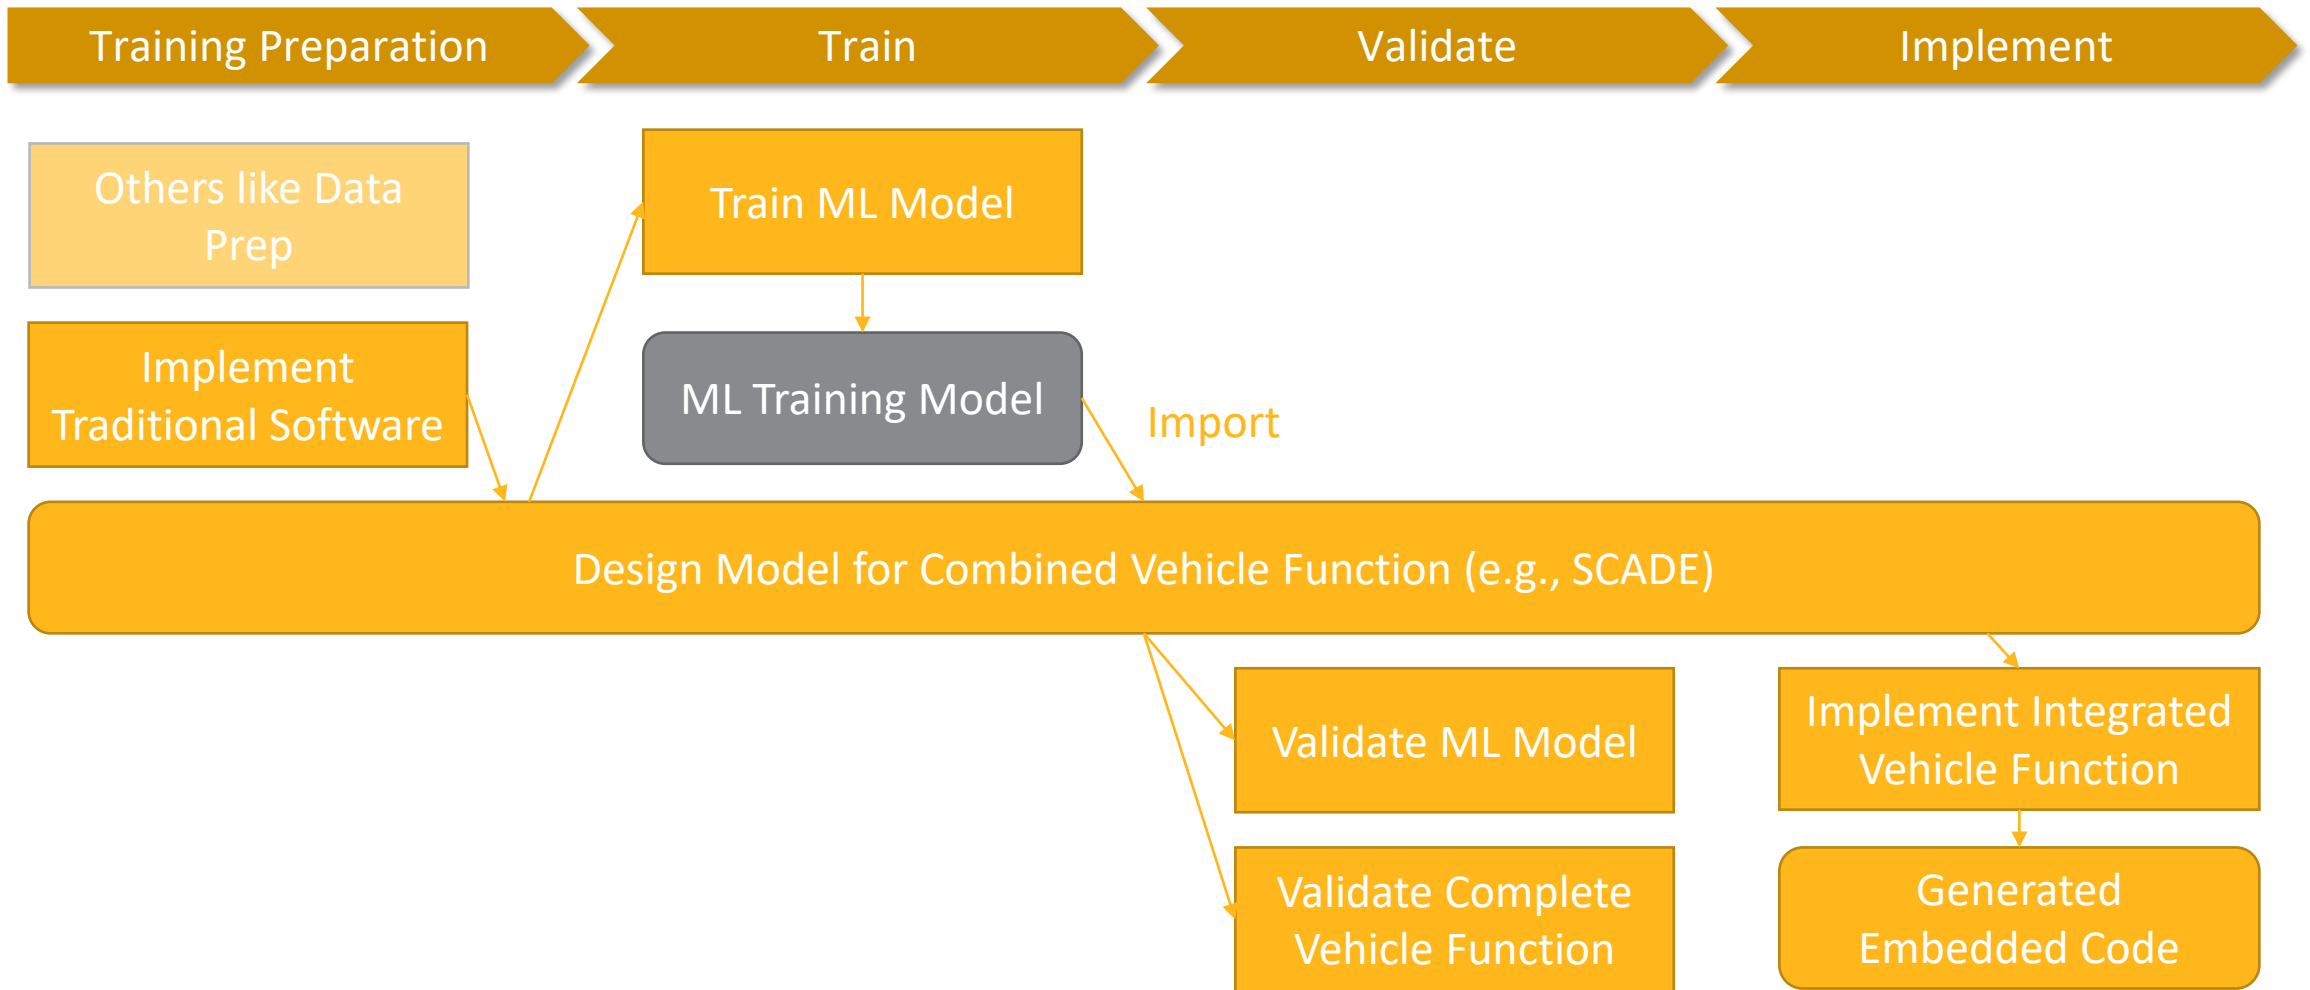 Training Preparation
Train
Validate
Implement
Others like Data
Prep
Train ML Model
Implement
Traditional Software
ML Training Model
Import
Design Model for Combined Vehicle Function (e.g., SCADE)
Validate ML Model
Implement Integrated
Vehicle Function
Validate Complete
Vehicle Function
Generated
Embedded Code